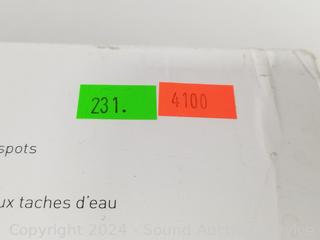 231. 4100
spots
ux taches d'eau
Copyright 2024 - Sound Auction Service